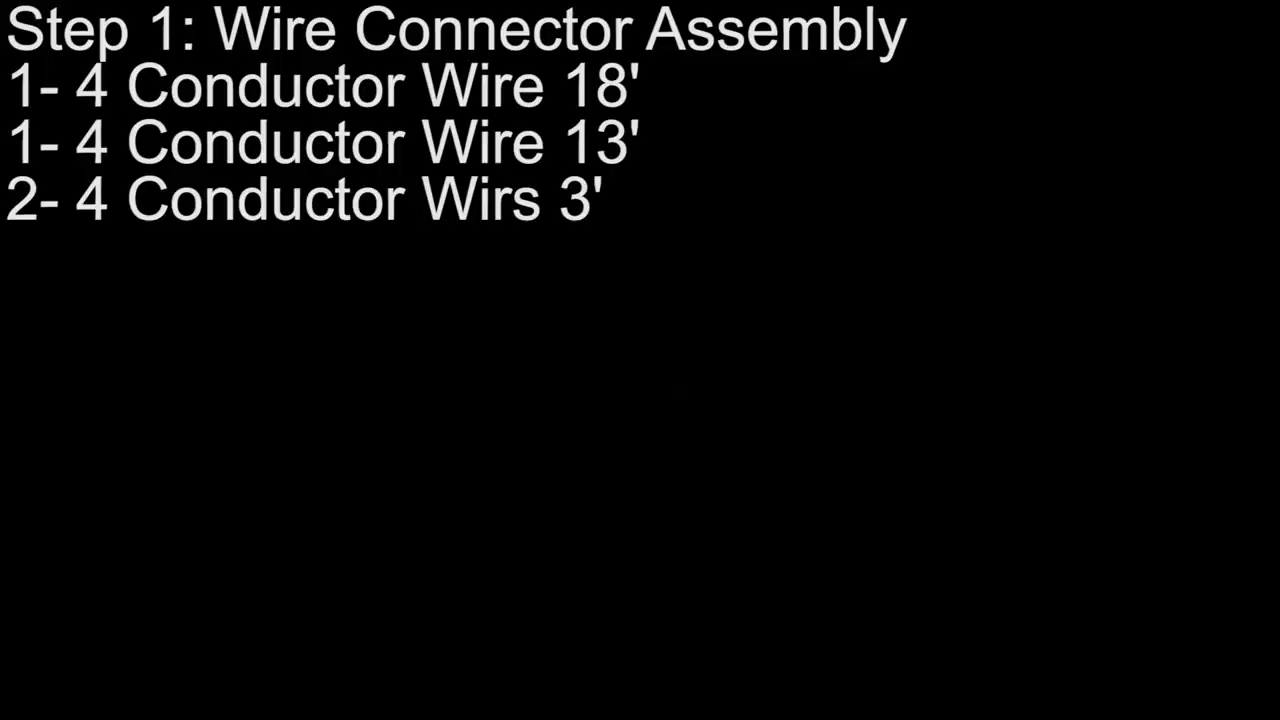 Step 1: Wire Connector Assembly
1- 4 Conductor Wire 18'
1- 4 Conductor Wire 13'
2- 4 Conductor Wirs 3'